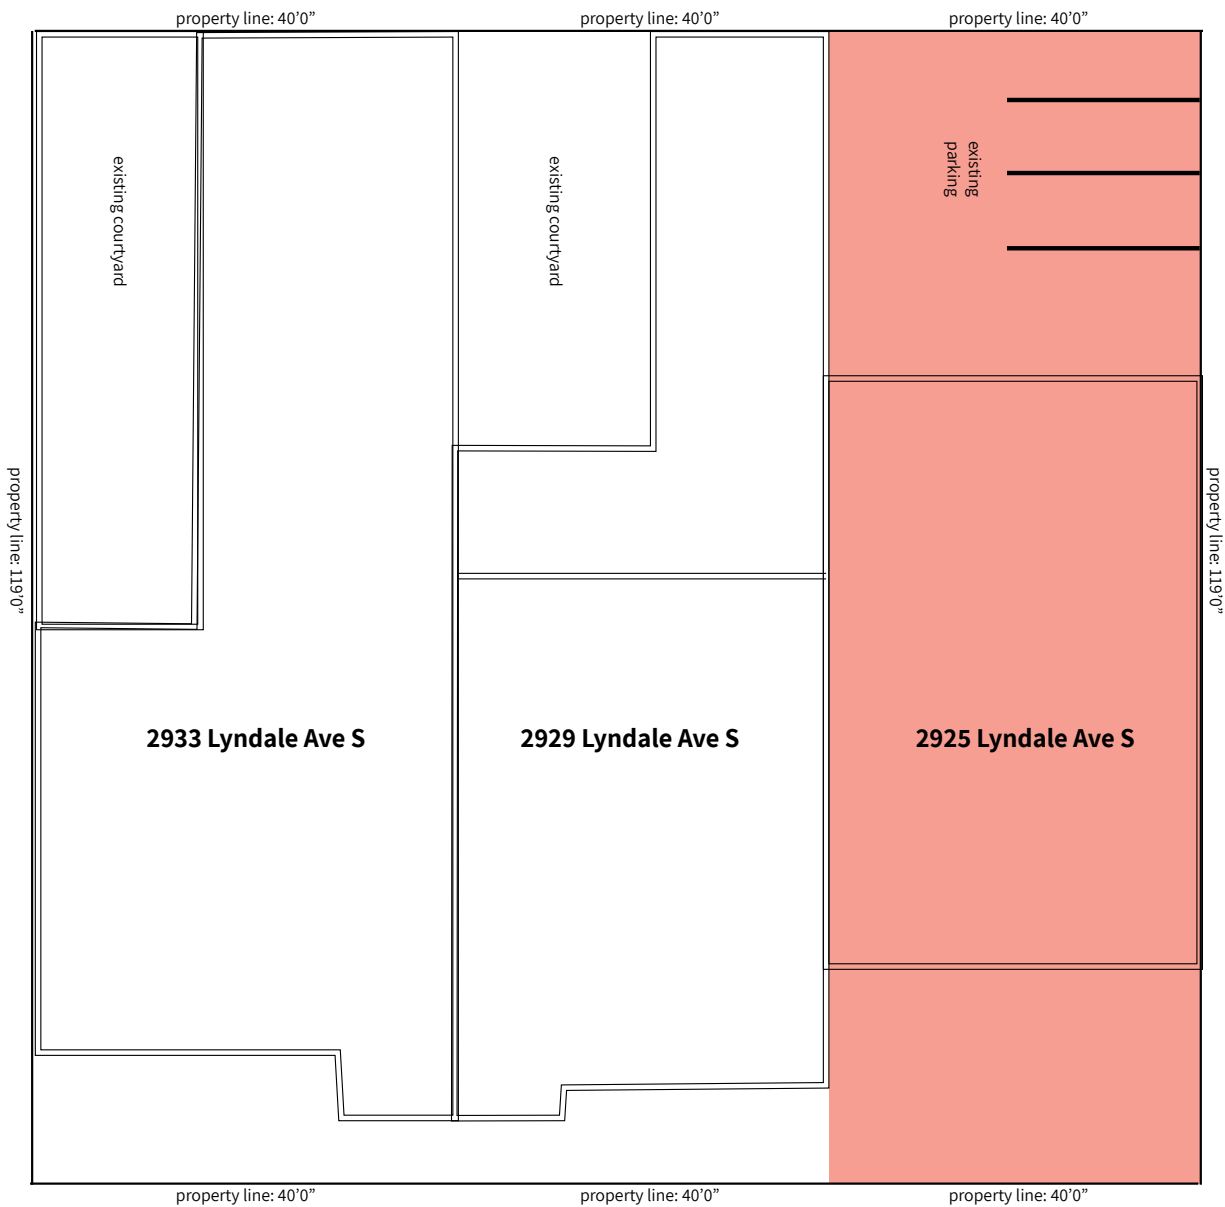 property line: 40’0”
property line: 40’0”
property line: 40’0”
existing courtyard
existing courtyard
existing
parking
property line: 119’0”
property line: 119’0”
2933 Lyndale Ave S
2929 Lyndale Ave S
2925 Lyndale Ave S
property line: 40’0”
property line: 40’0”
property line: 40’0”